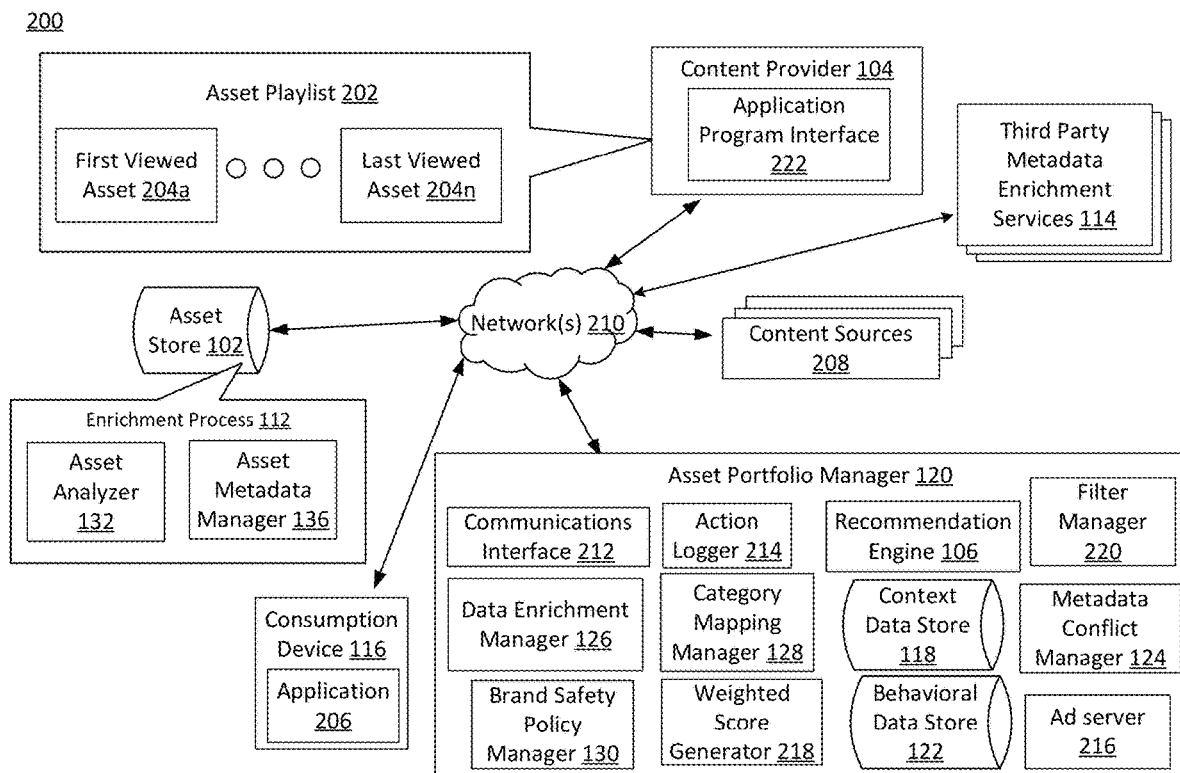 200
Asset Playlist 202
First Viewed
Asset 204a
Last Viewed
Asset 204n
Content Provider 104
Application
Program Interface
222
Third Party
Metadata
Enrichment
Services 114
Asset
Store 102
Network(s) 210
Content Sources
208
Enrichment Process 112
Asset
Analyzer
132
Asset
Metadata
Manager 136
Consumption
Device 116
Application
206
Asset Portfolio Manager 120
Communications
Interface 212
Action
Logger 214
Recommendation
Engine 106
Filter
Manager
220
Data Enrichment
Manager 126
Category
Mapping
Manager 128
Context
Data Store
118
Metadata
Conflict
Manager 124
Brand Safety
Policy
Manager 130
Weighted
Score
Generator 218
Behavioral
Data Store
122
Ad server
216